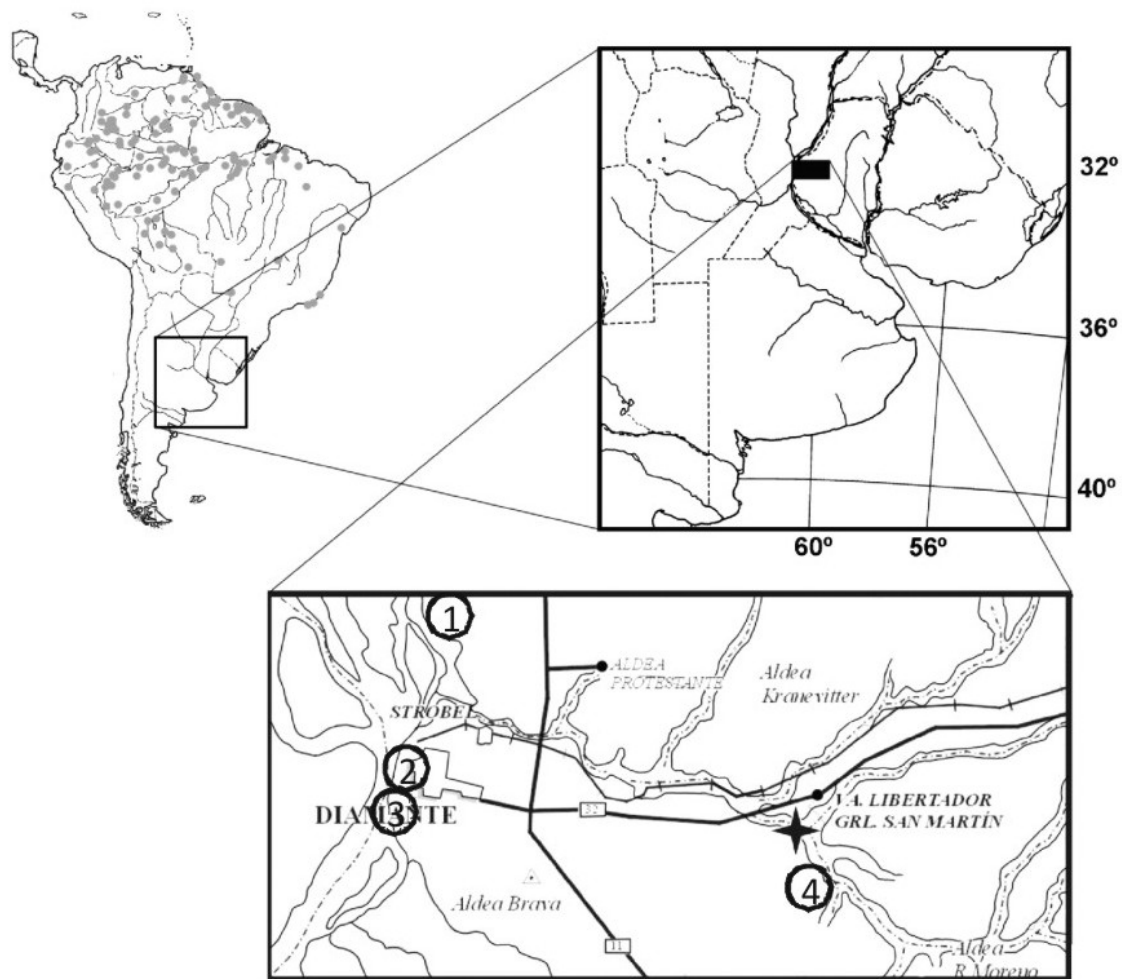 32º
36º
40º
60º
56º
1
ALDEA
PROTESTANTE
Aldea
Kranevitter
STROBEL
2
3
DIAMANTE
32
VA. LIBERTADOR
GRL. SAN MARTÍN
4
Aldea Brava
11
Aldea
R.Moreno